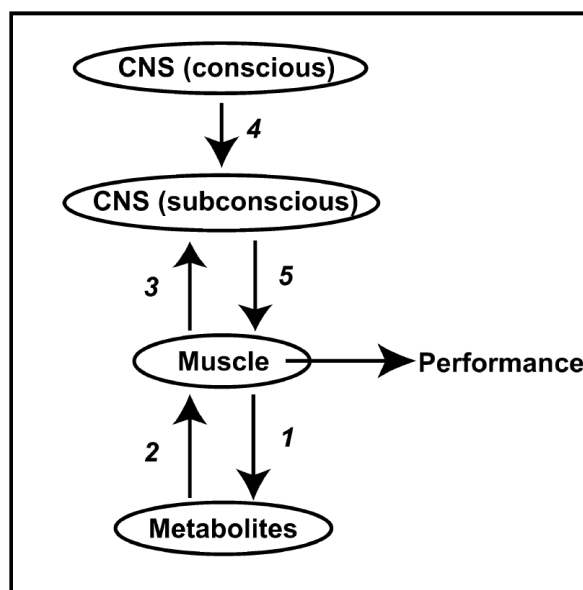 CNS (conscious)
4
CNS (subconscious)
3
5
Muscle
Performance
2
1
Metabolites